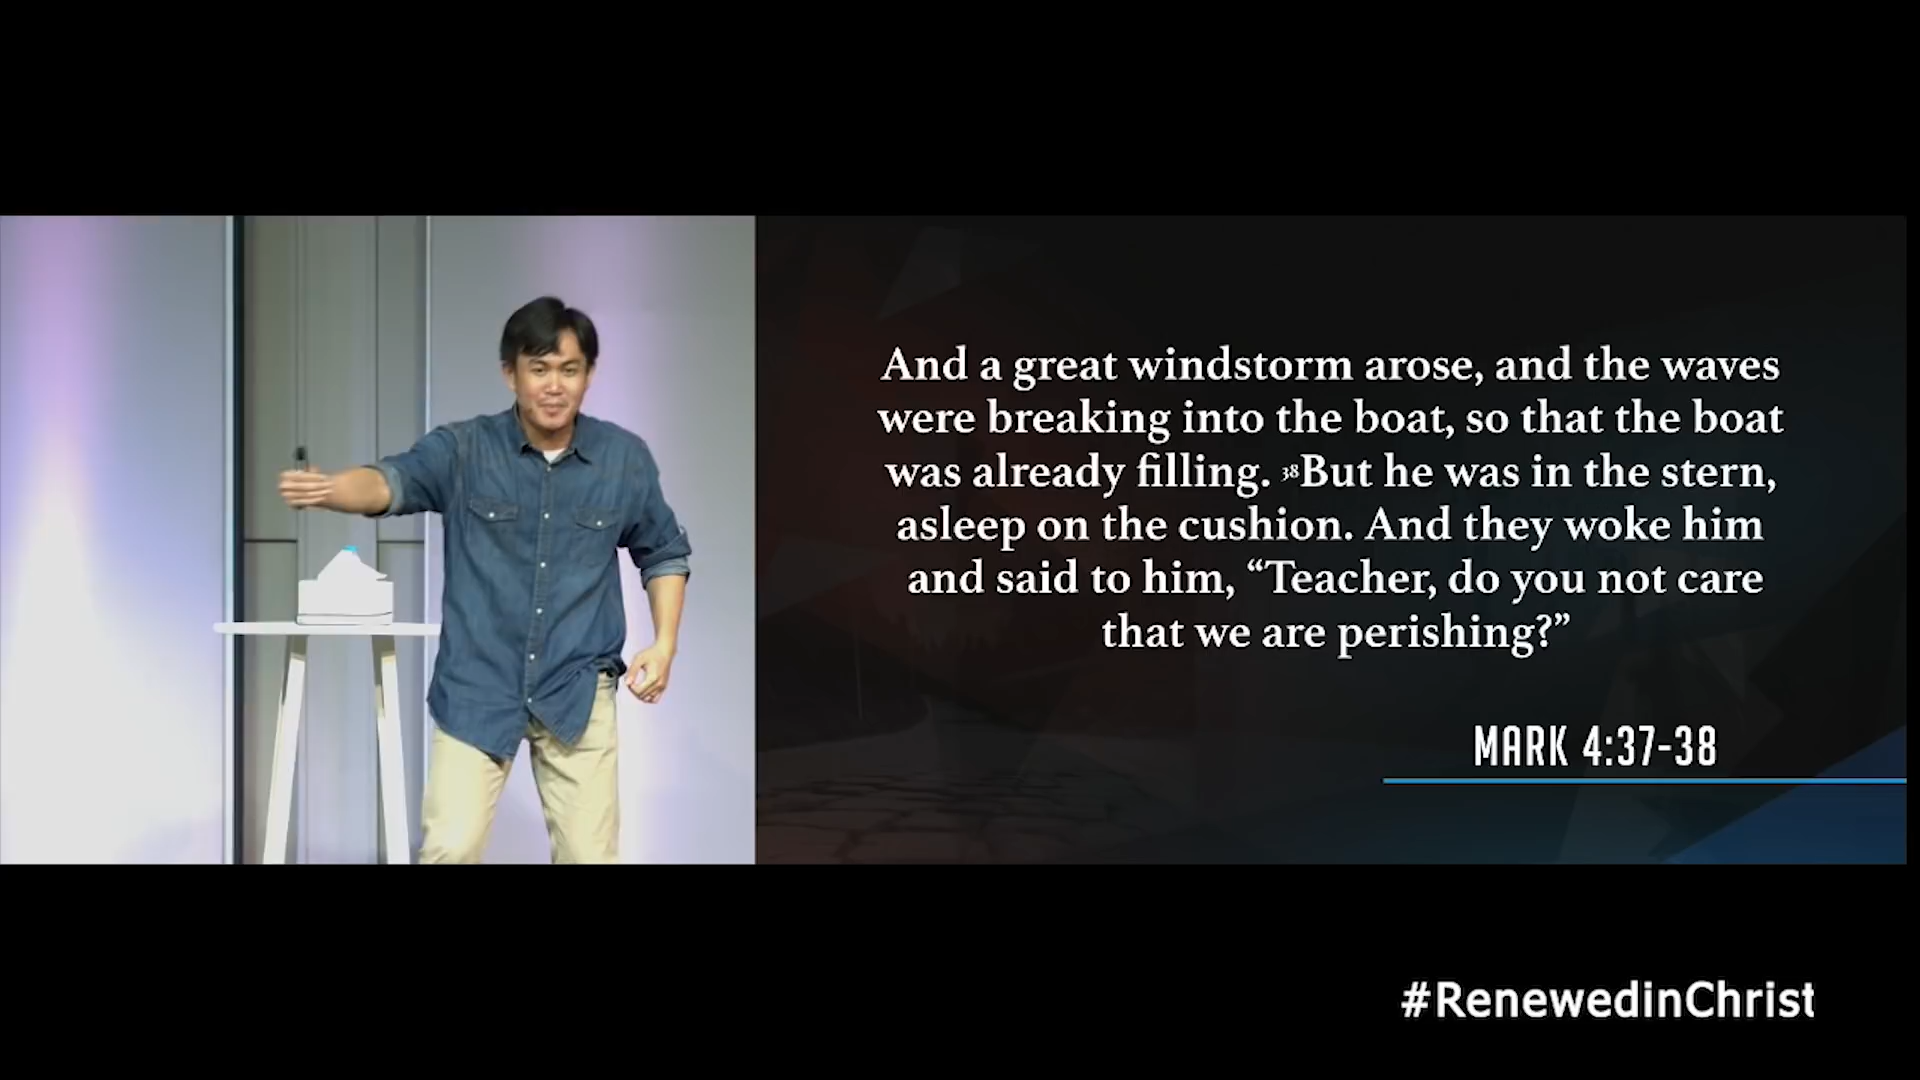 And a great windstorm arose, and the waves
were breaking into the boat, so that the boat
was already filling. 38But he was in the stern,
asleep on the cushion. And they woke him
and said to him, “Teacher, do you not care
that we are perishing?”
MARK 4:37-38
#RenewedinChrist